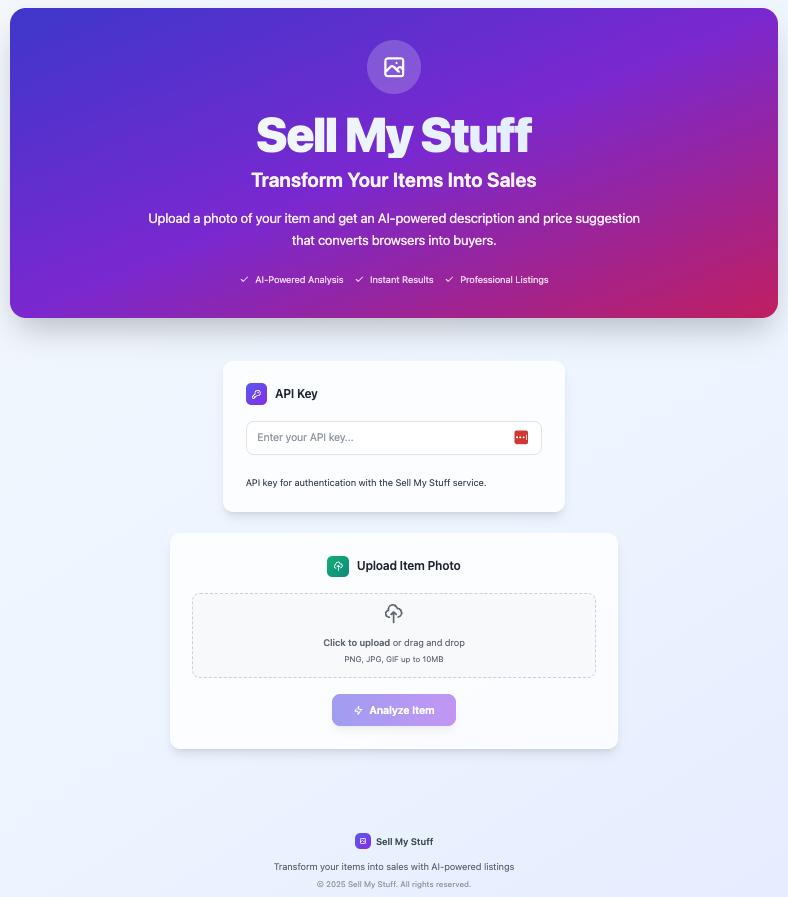 Sell My Stuff
Transform Your Items Into Sales
Upload a photo of your item and get an AI-powered description and price suggestion
that converts browsers into buyers.
AI-Powered Analysis Instant Results Professional Listings
API Key
Enter your API key...
API key for authentication with the Sell My Stuff service.
Upload Item Photo
Click to upload or drag and drop
PNG, JPG, GIF up to 10MB
Analyze Item
Sell My Stuff
Transform your items into sales with AI-powered listings
© 2025 Sell My Stuff. All rights reserved.